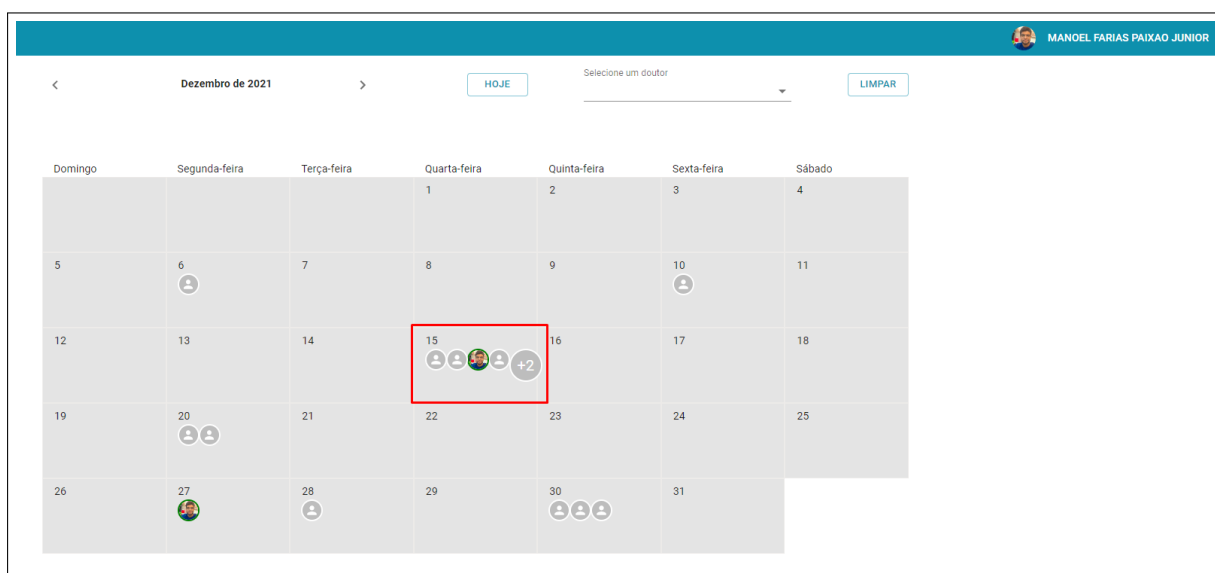 MANOEL FARIAS PAIXAO JUNIOR
Selecione um doutor
Dezembro de 2021 HOJE LIMPAR
Domingo Segunda-feira Terça-feira Quarta-feira Quinta-feira Sexta-feira Sábado
1 2 3 4
5 6 7 8 9 10 11
12 13 14 15 16 17 18
+2
19 20 21 22 23 24 25
26 27 28 29 30 31